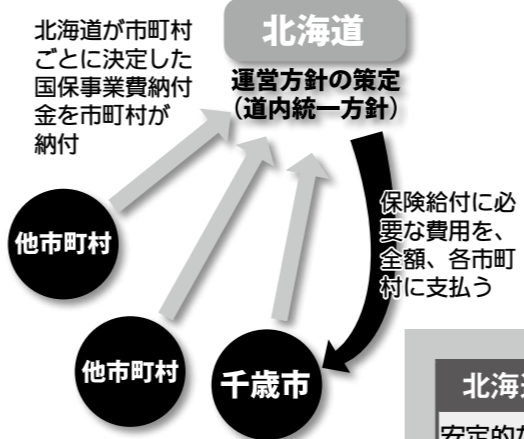 北海道が市町村
ごとに決定した
国保事業費納付
金を市町村が
納付
北海道
運営方針の策定
（道内統一方針）
保険給付に必
要な費用を、
全額、各市町
村に支払う
他市町村
他市町村
千歳市
北海
安定的